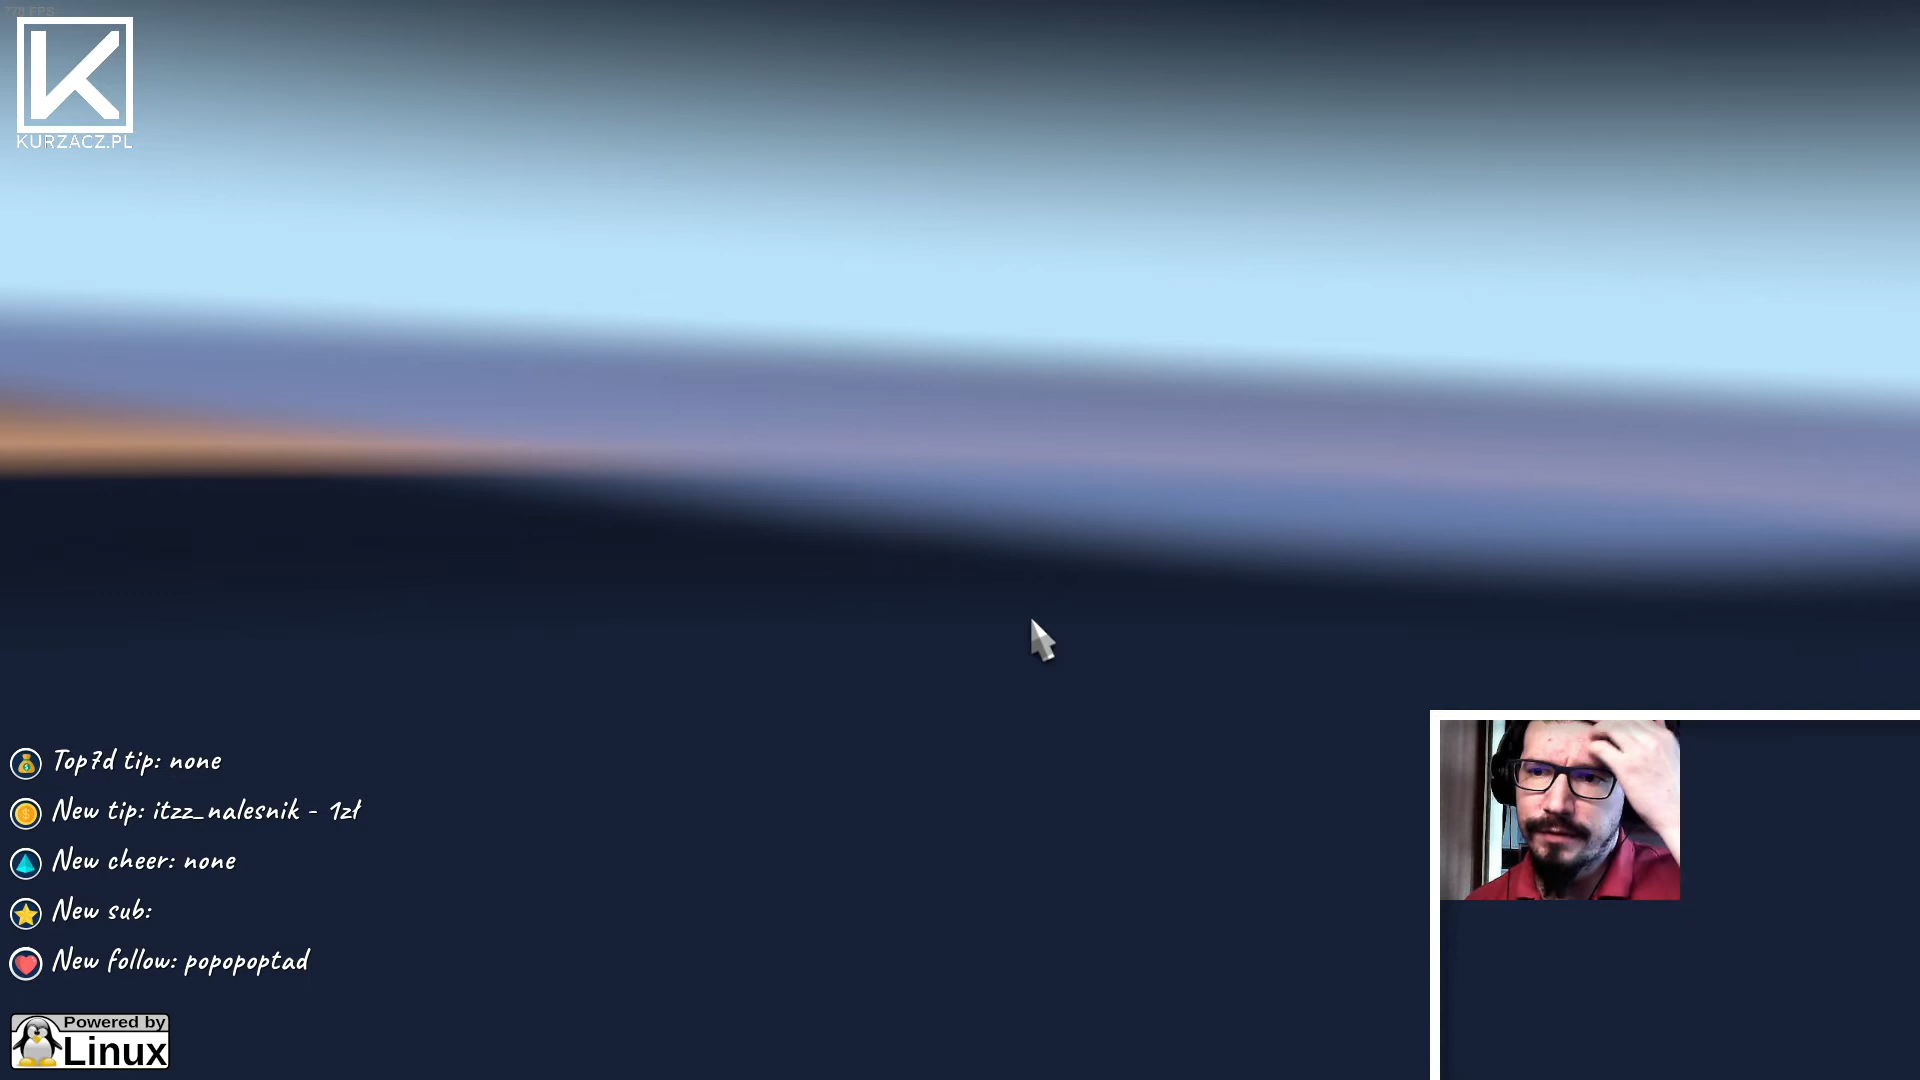 KURZACZ.PL
Top7d tip: none
New tip: itzz_nalesnik - 1zł
New cheer: none
New sub:
New follow: popopoptad
Powered by
Linux